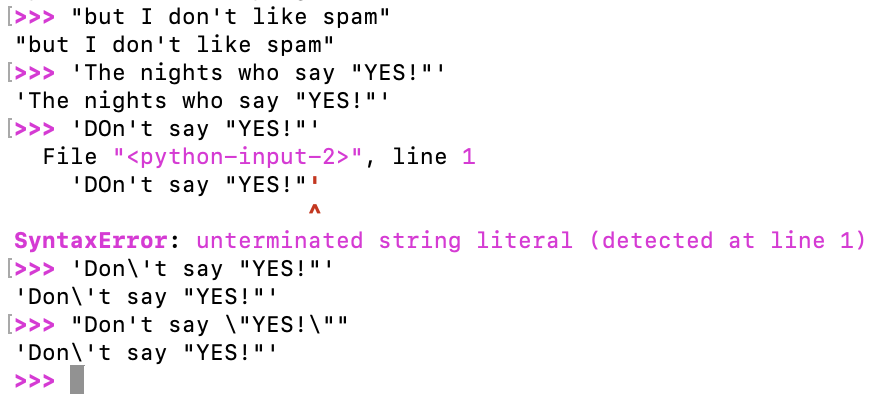 [>>> "but I don't like spam"
"but I don't like spam"
[>>> 'The nights who say "YES!"'
'The nights who say "YES!"'
[>>> 'DOn't say "YES!"'
  File "<python-input-2>", line 1
    'DOn't say "YES!"'
                     ^
SyntaxError: unterminated string literal (detected at line 1)
[>>> 'Don\'t say "YES!"'
'Don\'t say "YES!"'
[>>> "Don't say \"YES!\""
'Don\'t say "YES!"'
>>>